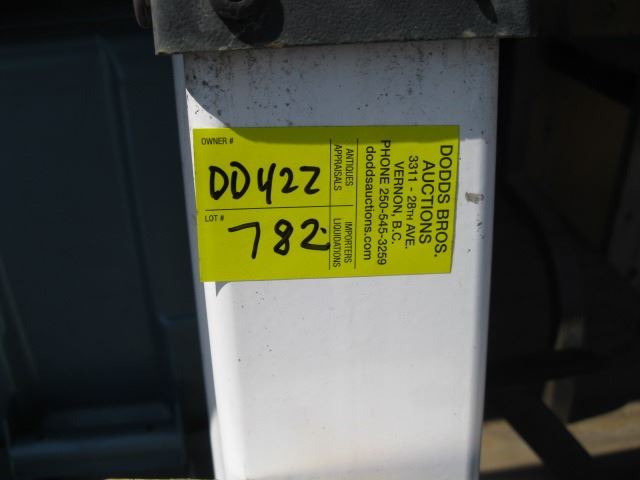 OWNER #
DD422
LOT #
782
ANTIQUES
APPRAISALS
IMPORTERS
LIQUIDATIONS
DODDS BROS.
AUCTIONS
3311 - 28TH AVE.
VERNON, B.C.
PHONE 250-545-3259
doddsauctions.com